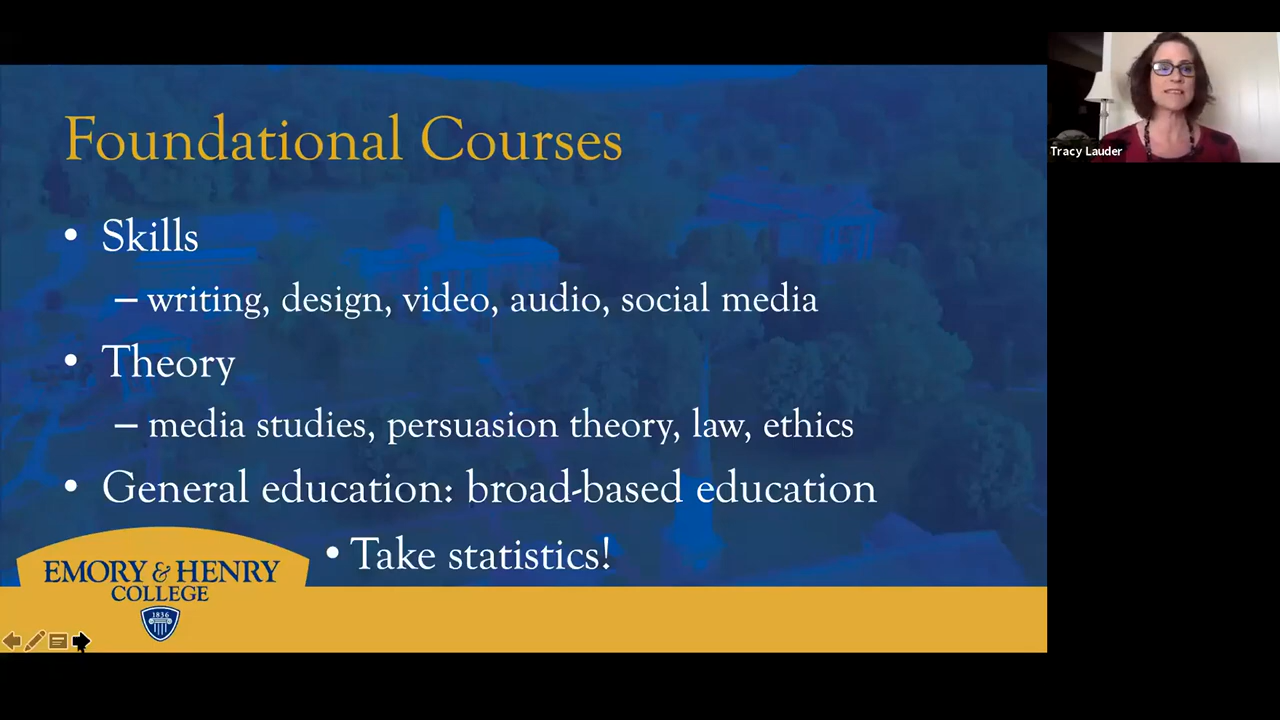 Foundational Courses
• Skills
– writing, design, video, audio, social media
• Theory
– media studies, persuasion theory, law, ethics
• General education: broad-based education
• Take statistics!
EMORY & HENRY
COLLEGE
1836
Tracy Lauder